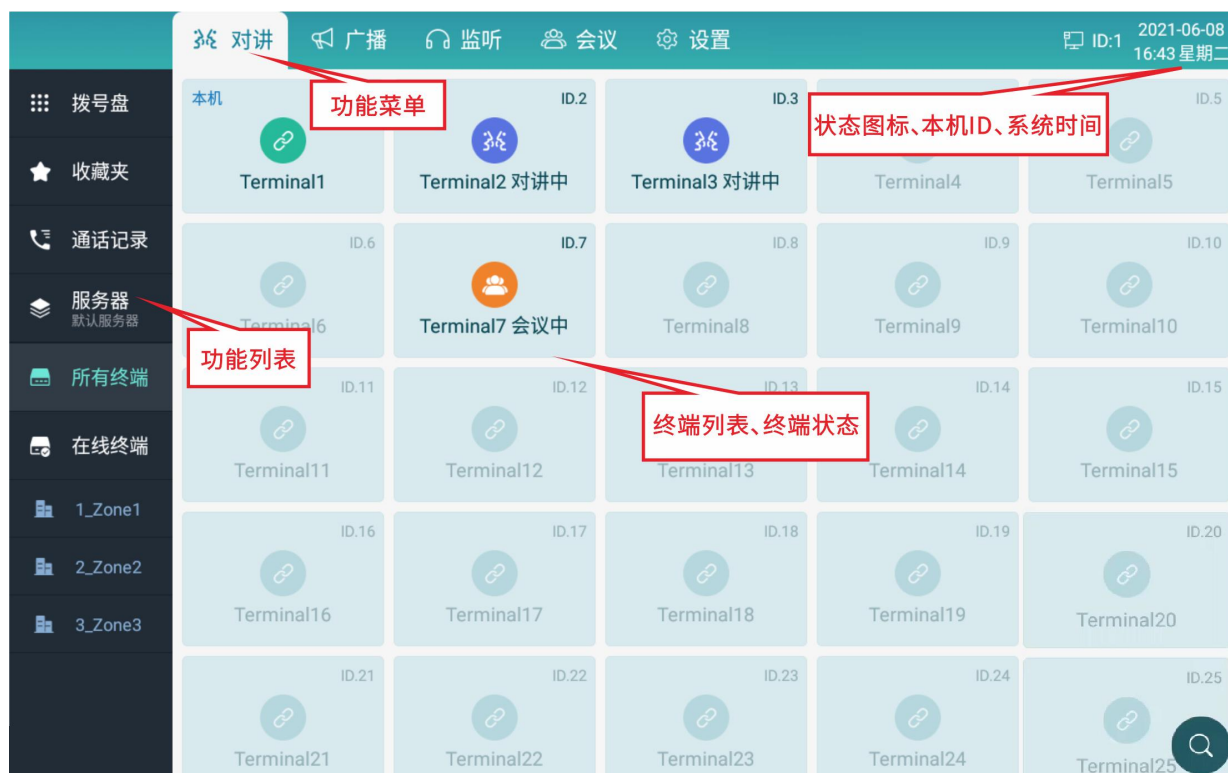 对讲 广播 监听 会议 设置 ID:1 2021-06-08
16:43 星期二
功能菜单
状态图标、本机ID、系统时间
拨号盘
收藏夹
通话记录
服务器
默认服务器
功能列表
所有终端
在线终端
1_Zone1
2_Zone2
3_Zone3
本机 ID.2 ID.3 ID.5
Terminal1 Terminal2 对讲中 Terminal3 对讲中 Terminal4 Terminal5
ID.6 ID.7 ID.8 ID.9 ID.10
Terminal6 Terminal7 会议中 Terminal8 Terminal9 Terminal10
终端列表、终端状态
ID.11 ID.12 ID.13 ID.14 ID.15
Terminal11 Terminal12 Terminal13 Terminal14 Terminal15
ID.16 ID.17 ID.18 ID.19 ID.20
Terminal16 Terminal17 Terminal18 Terminal19 Terminal20
ID.21 ID.22 ID.23 ID.24 ID.25
Terminal21 Terminal22 Terminal23 Terminal24 Terminal25